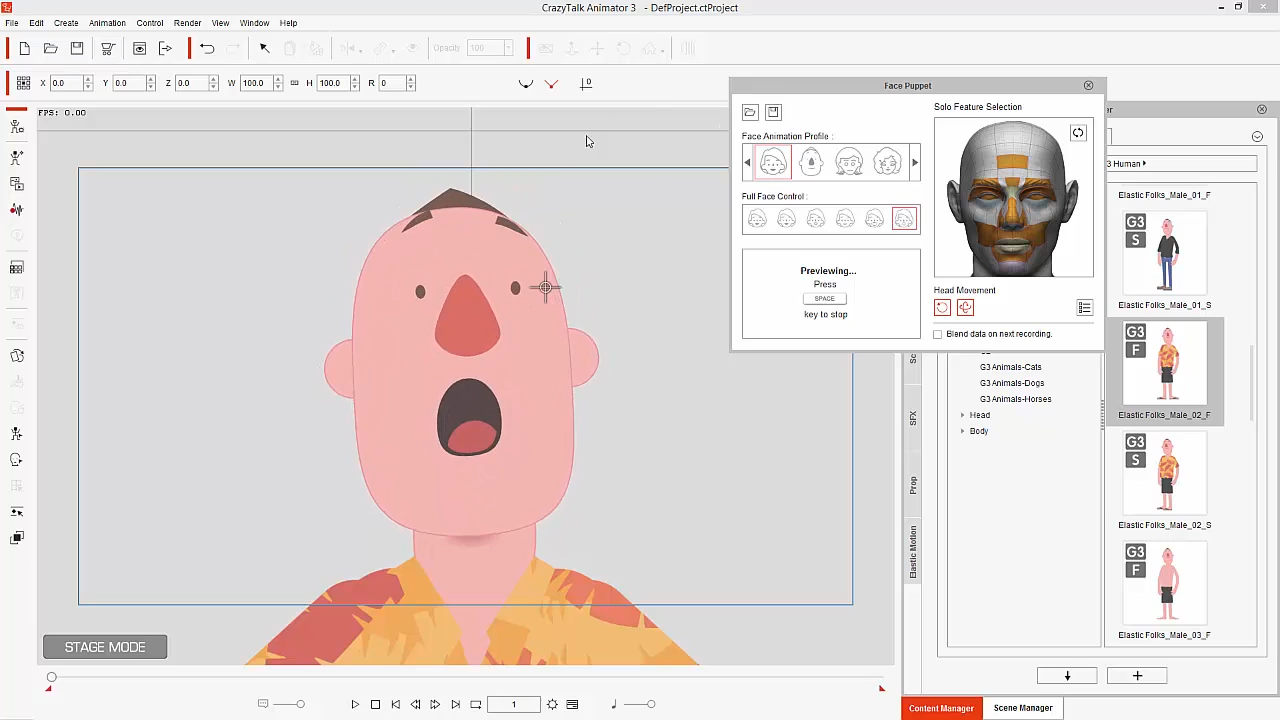 CrazyTalk Animator 3 - DefProject.ctProject
File Edit Create Animation Control Render View Window Help
Opacity 100
X 0.0 Y 0.0 Z 0.0 W 100.0 H 100.0 R 0
FPS: 0.00
Face Puppet
Face Animation Profile :
Full Face Control :
Previewing...
Press
SPACE
key to stop
Solo Feature Selection
Head Movement
Blend data on next recording.
3 Human
G3 Animals-Cats
G3 Animals-Dogs
G3 Animals-Horses
Head
Body
SFX
Prop
Elastic Motion
Elastic Folks_Male_01_F
G3
S
Elastic Folks_Male_01_S
G3
F
Elastic Folks_Male_02_F
G3
S
Elastic Folks_Male_02_S
G3
F
Elastic Folks_Male_03_F
STAGE MODE
1
Content Manager Scene Manager